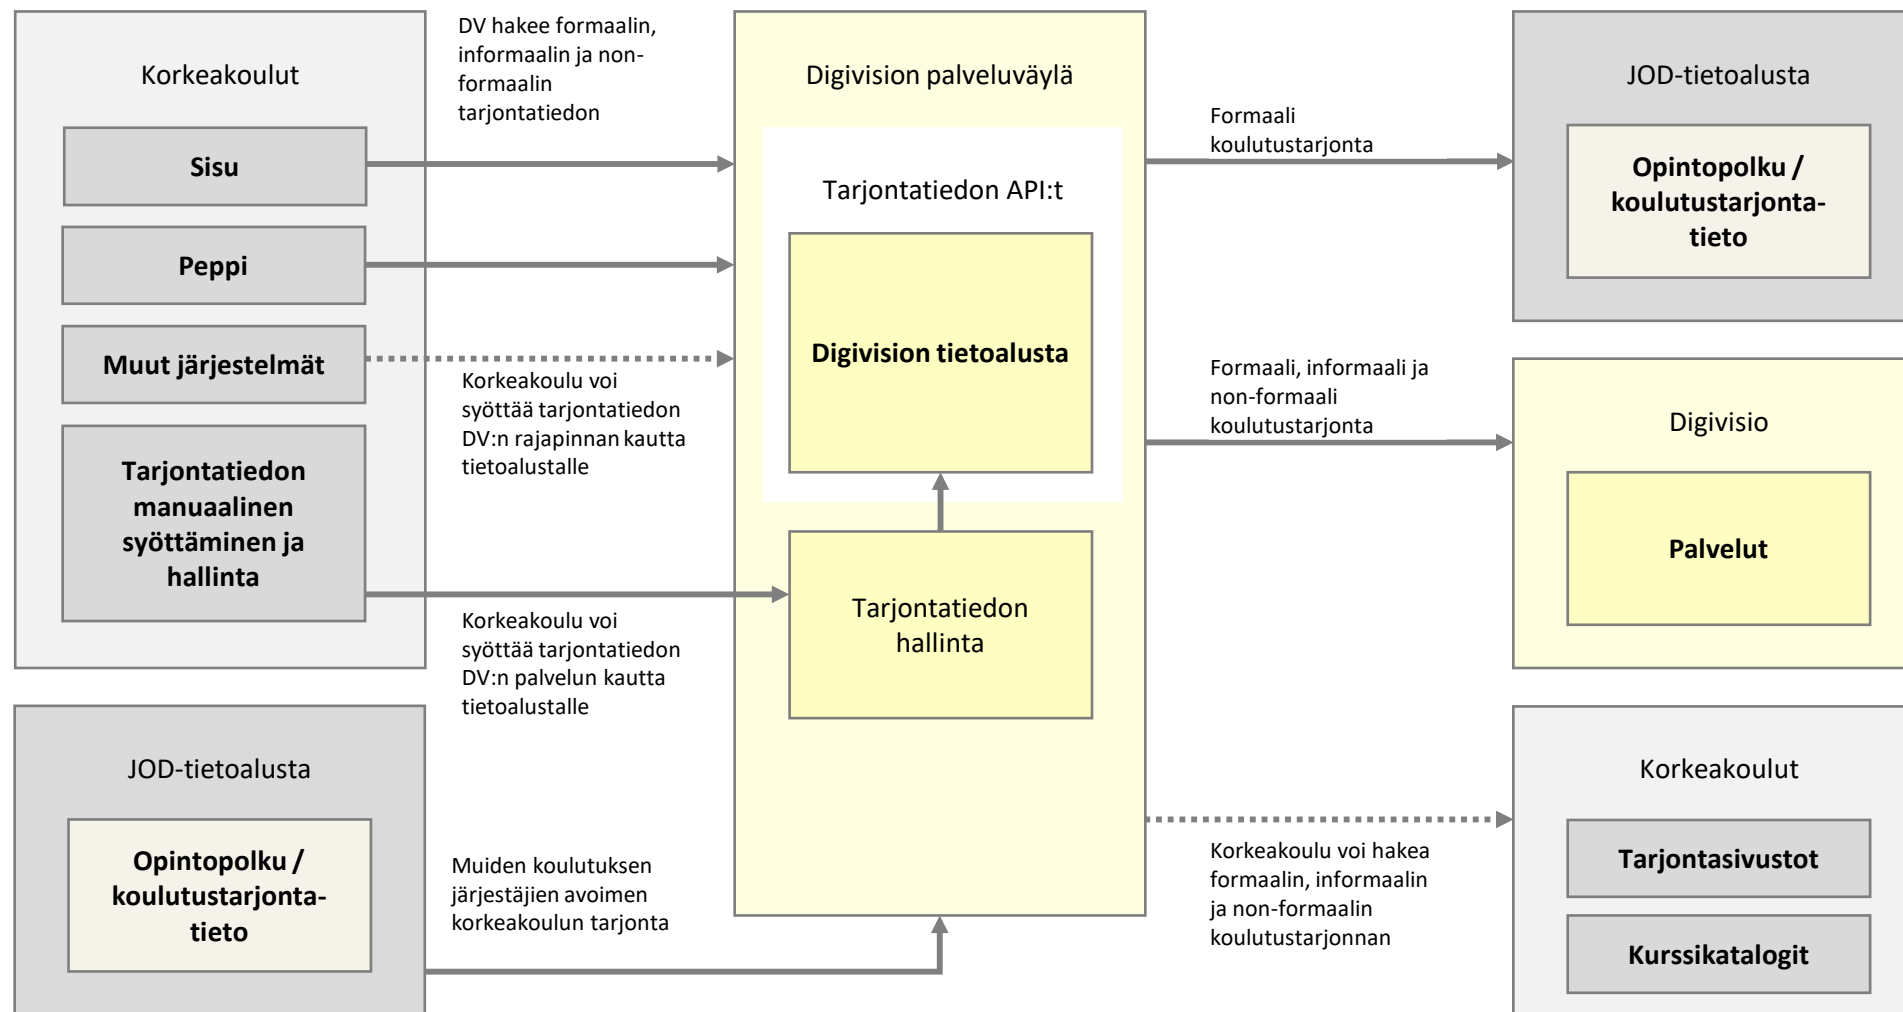 Korkeakoulut
Sisu
Peppi
Muut järjestelmät
Tarjontatiedon
manuaalinen
syöttäminen ja
hallinta
JOD-tietoalusta
Opintopolku /
koulutustarjonta-
tieto
DV hakee formaalin,
informaalin ja non-
formaalin
tarjontatiedon
Korkeakoulu voi
syöttää tarjontatiedon
DV:n rajapinnan kautta
tietoalustalle
Korkeakoulu voi
syöttää tarjontatiedon
DV:n palvelun kautta
tietoalustalle
Muiden koulutuksen
järjestäjien avoimen
korkeakoulun tarjonta
Digivision palveluväylä
Tarjontatiedon API:t
Digivision tietoalusta
Tarjontatiedon
hallinta
Formaali
koulutustarjonta
Formaali, informaali ja
non-formaali
koulutustarjonta
Korkeakoulu voi hakea
formaalin, informaalin
ja non-formaalin
koulutustarjonnan
JOD-tietoalusta
Opintopolku /
koulutustarjonta-
tieto
Digivisio
Palvelut
Korkeakoulut
Tarjontasivustot
Kurssikatalogit